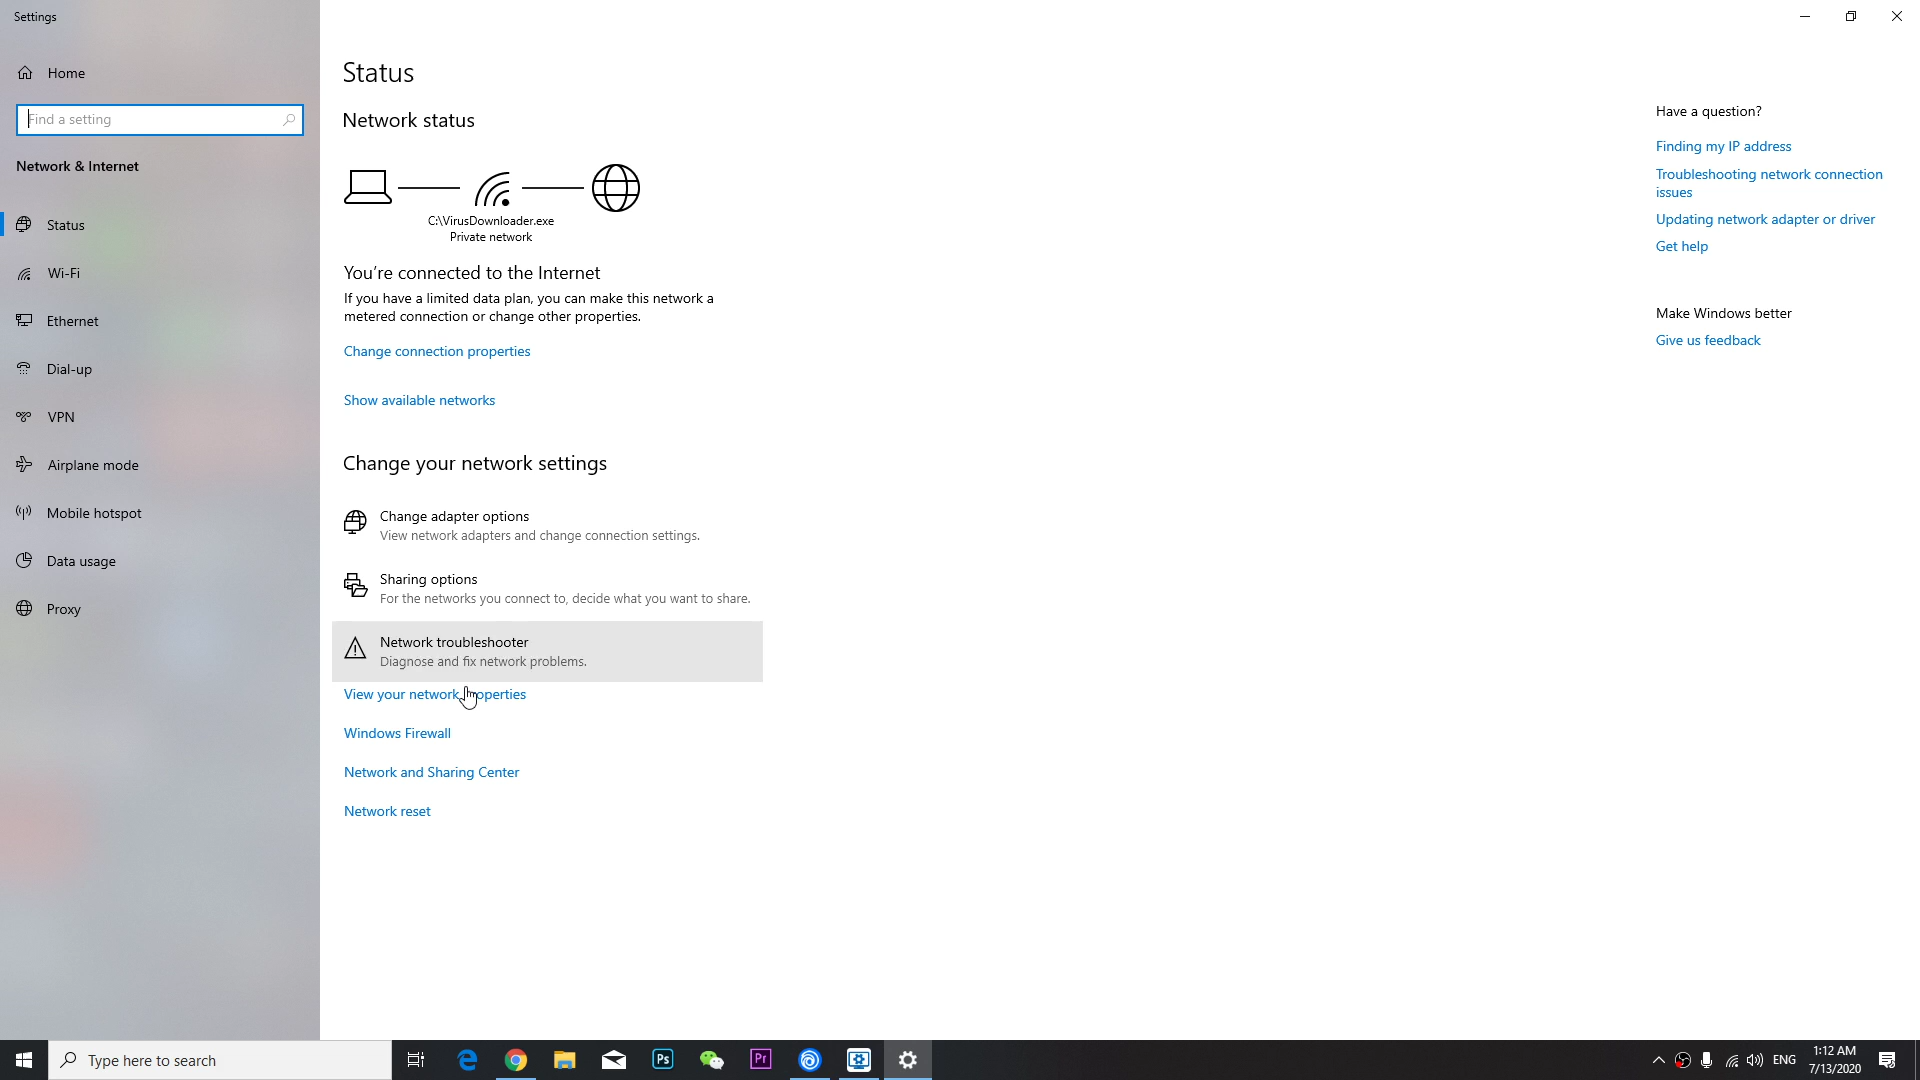 Settings
Home
Find a setting
Network & Internet
Status
Wi-Fi
Ethernet
Dial-up
VPN
Airplane mode
Mobile hotspot
Data usage
Proxy
Status
Network status
C:\VirusDownloader.exe
Private network
You're connected to the Internet
If you have a limited data plan, you can make this network a
metered connection or change other properties.
Change connection properties
Show available networks
Change your network settings
Change adapter options
View network adapters and change connection settings.
Sharing options
For the networks you connect to, decide what you want to share.
Network troubleshooter
Diagnose and fix network problems.
View your network operties
Windows Firewall
Network and Sharing Center
Network reset
Have a question?
Finding my IP address
Troubleshooting network connection
issues
Updating network adapter or driver
Get help
Make Windows better
Give us feedback
Type here to search
Ps
Pr
ENG
1:12 AM
7/13/2020